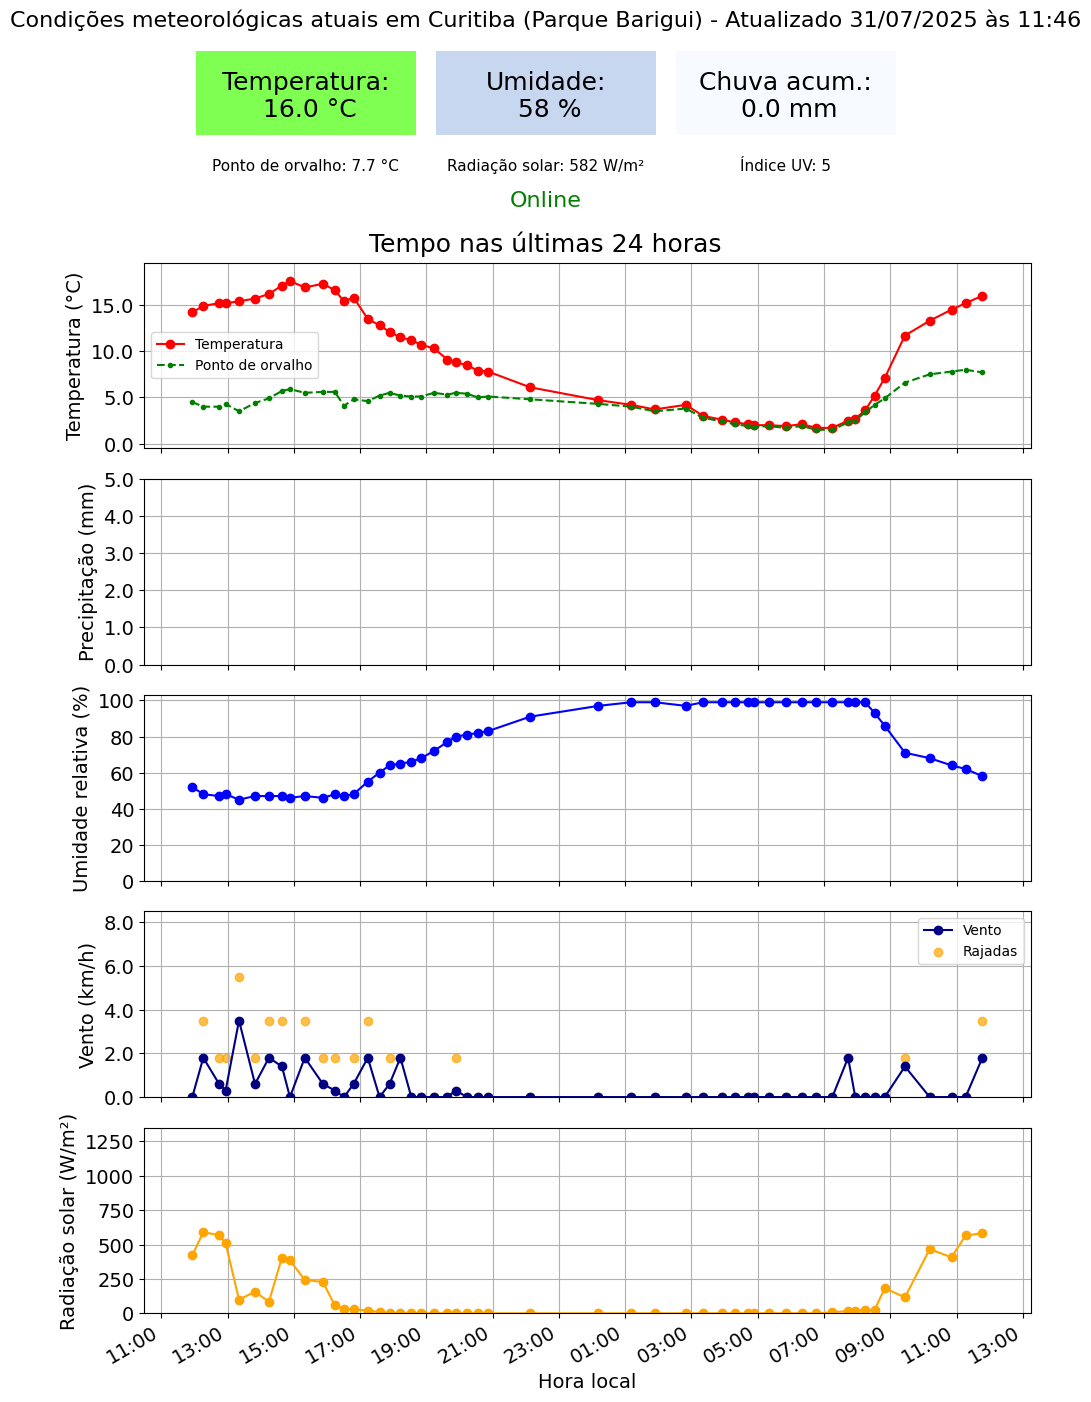 Condições meteorológicas atuais em Curitiba (Parque Barigui) - Atualizado 31/07/2025 às 11:46
Temperatura:
16.0 °C
Umidade:
58 %
Chuva acum.:
0.0 mm
Ponto de orvalho: 7.7 °C
Radiação solar: 582 W/m²
Índice UV: 5
Online
Tempo nas últimas 24 horas
Temperatura (°C)
15.0
10.0
5.0
0.0
Temperatura
Ponto de orvalho
Precipitação (mm)
5.0
4.0
3.0
2.0
1.0
0.0
Umidade relativa (%)
100
80
60
40
20
0
Vento (km/h)
8.0
6.0
4.0
2.0
0.0
Vento
Rajadas
Radiação solar (W/m²)
1250
1000
750
500
250
0
11:00
13:00
15:00
17:00
19:00
21:00
23:00
01:00
03:00
05:00
07:00
09:00
11:00
13:00
Hora local